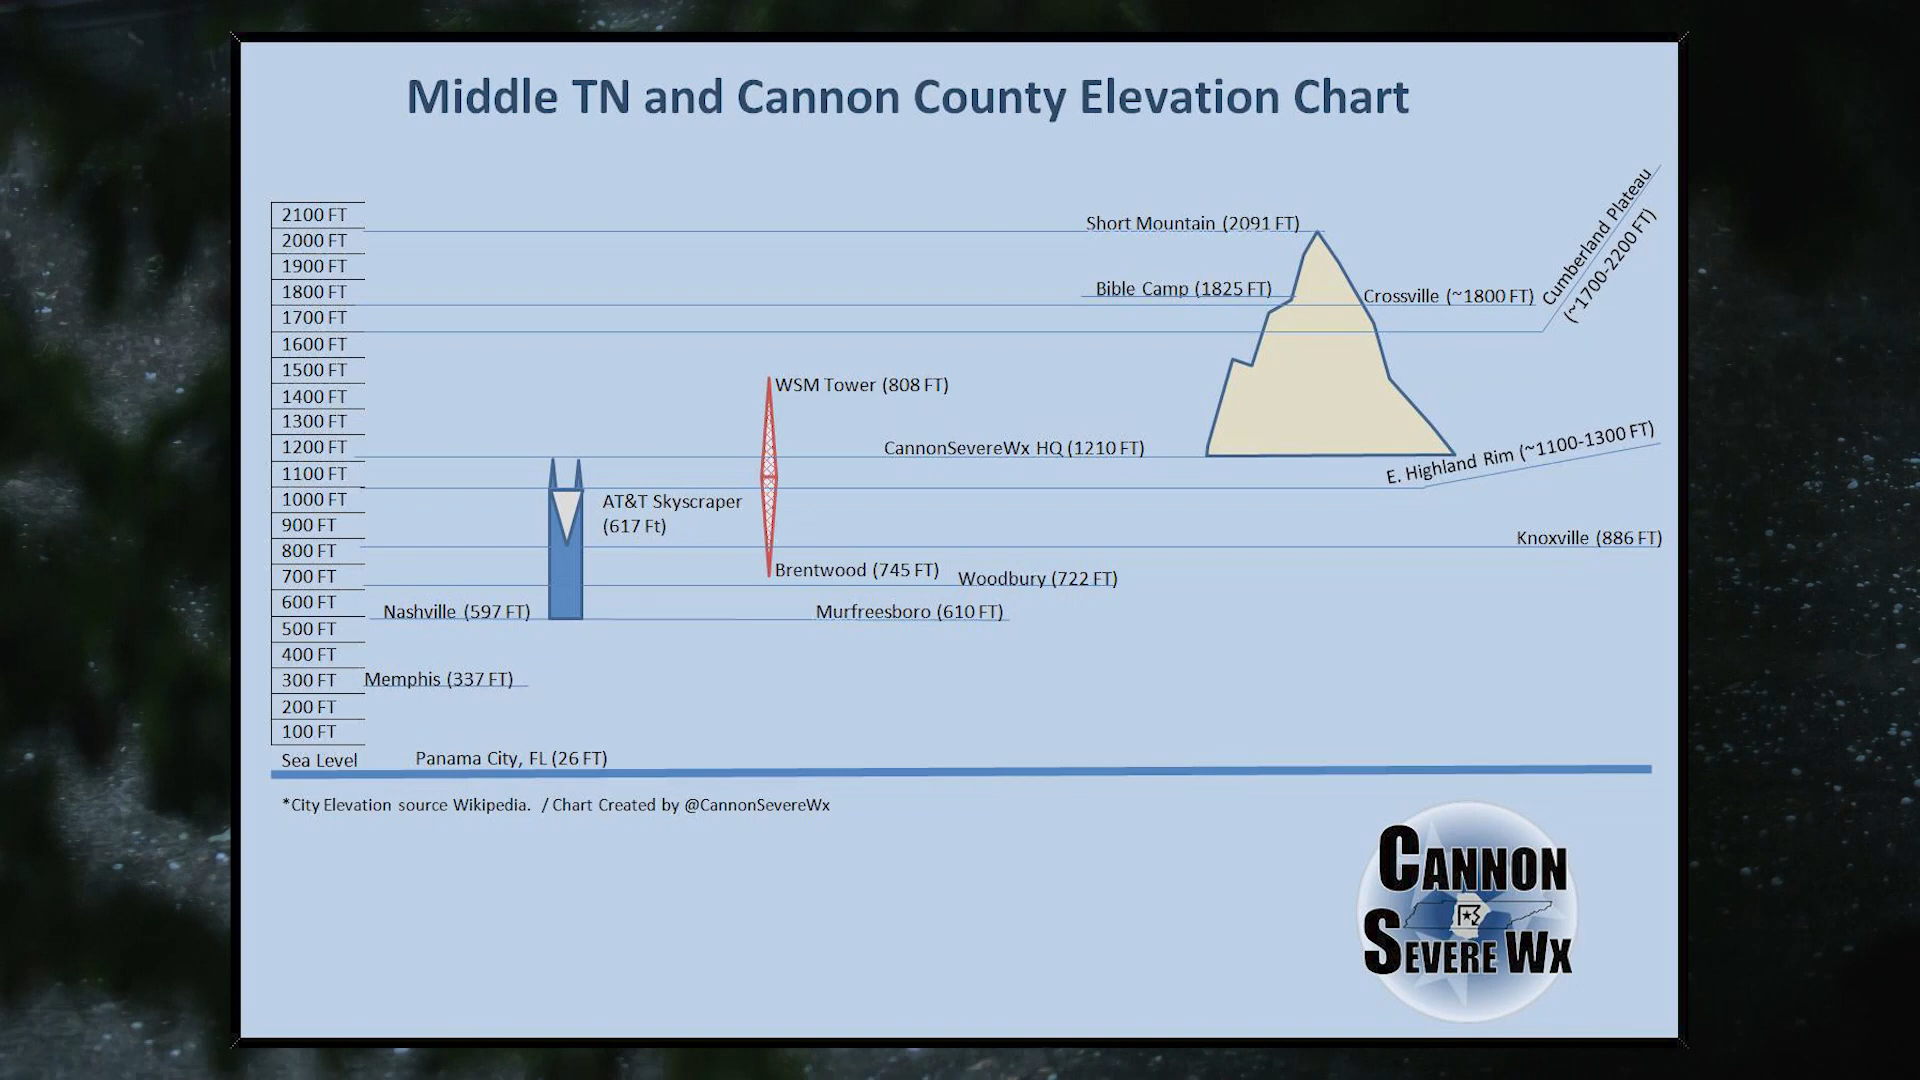 Middle TN and Cannon County Elevation Chart
2100 FT
2000 FT
1900 FT
1800 FT
1700 FT
1600 FT
1500 FT
1400 FT
1300 FT
1200 FT
1100 FT
1000 FT
900 FT
800 FT
700 FT
600 FT
500 FT
400 FT
300 FT
200 FT
100 FT
Sea Level
Short Mountain (2091 FT)
Bible Camp (1825 FT)
Crossville (~1800 FT)
Cumberland Plateau
(~1700-2200 FT)
WSM Tower (808 FT)
CannonSevereWx HQ (1210 FT)
E. Highland Rim (~1100-1300 FT)
AT&T Skyscraper
(617 Ft)
Knoxville (886 FT)
Brentwood (745 FT)
Woodbury (722 FT)
Nashville (597 FT)
Murfreesboro (610 FT)
Memphis (337 FT)
Panama City, FL (26 FT)
*City Elevation source Wikipedia. / Chart Created by @CannonSevereWx
CANNON
SEVERE WX